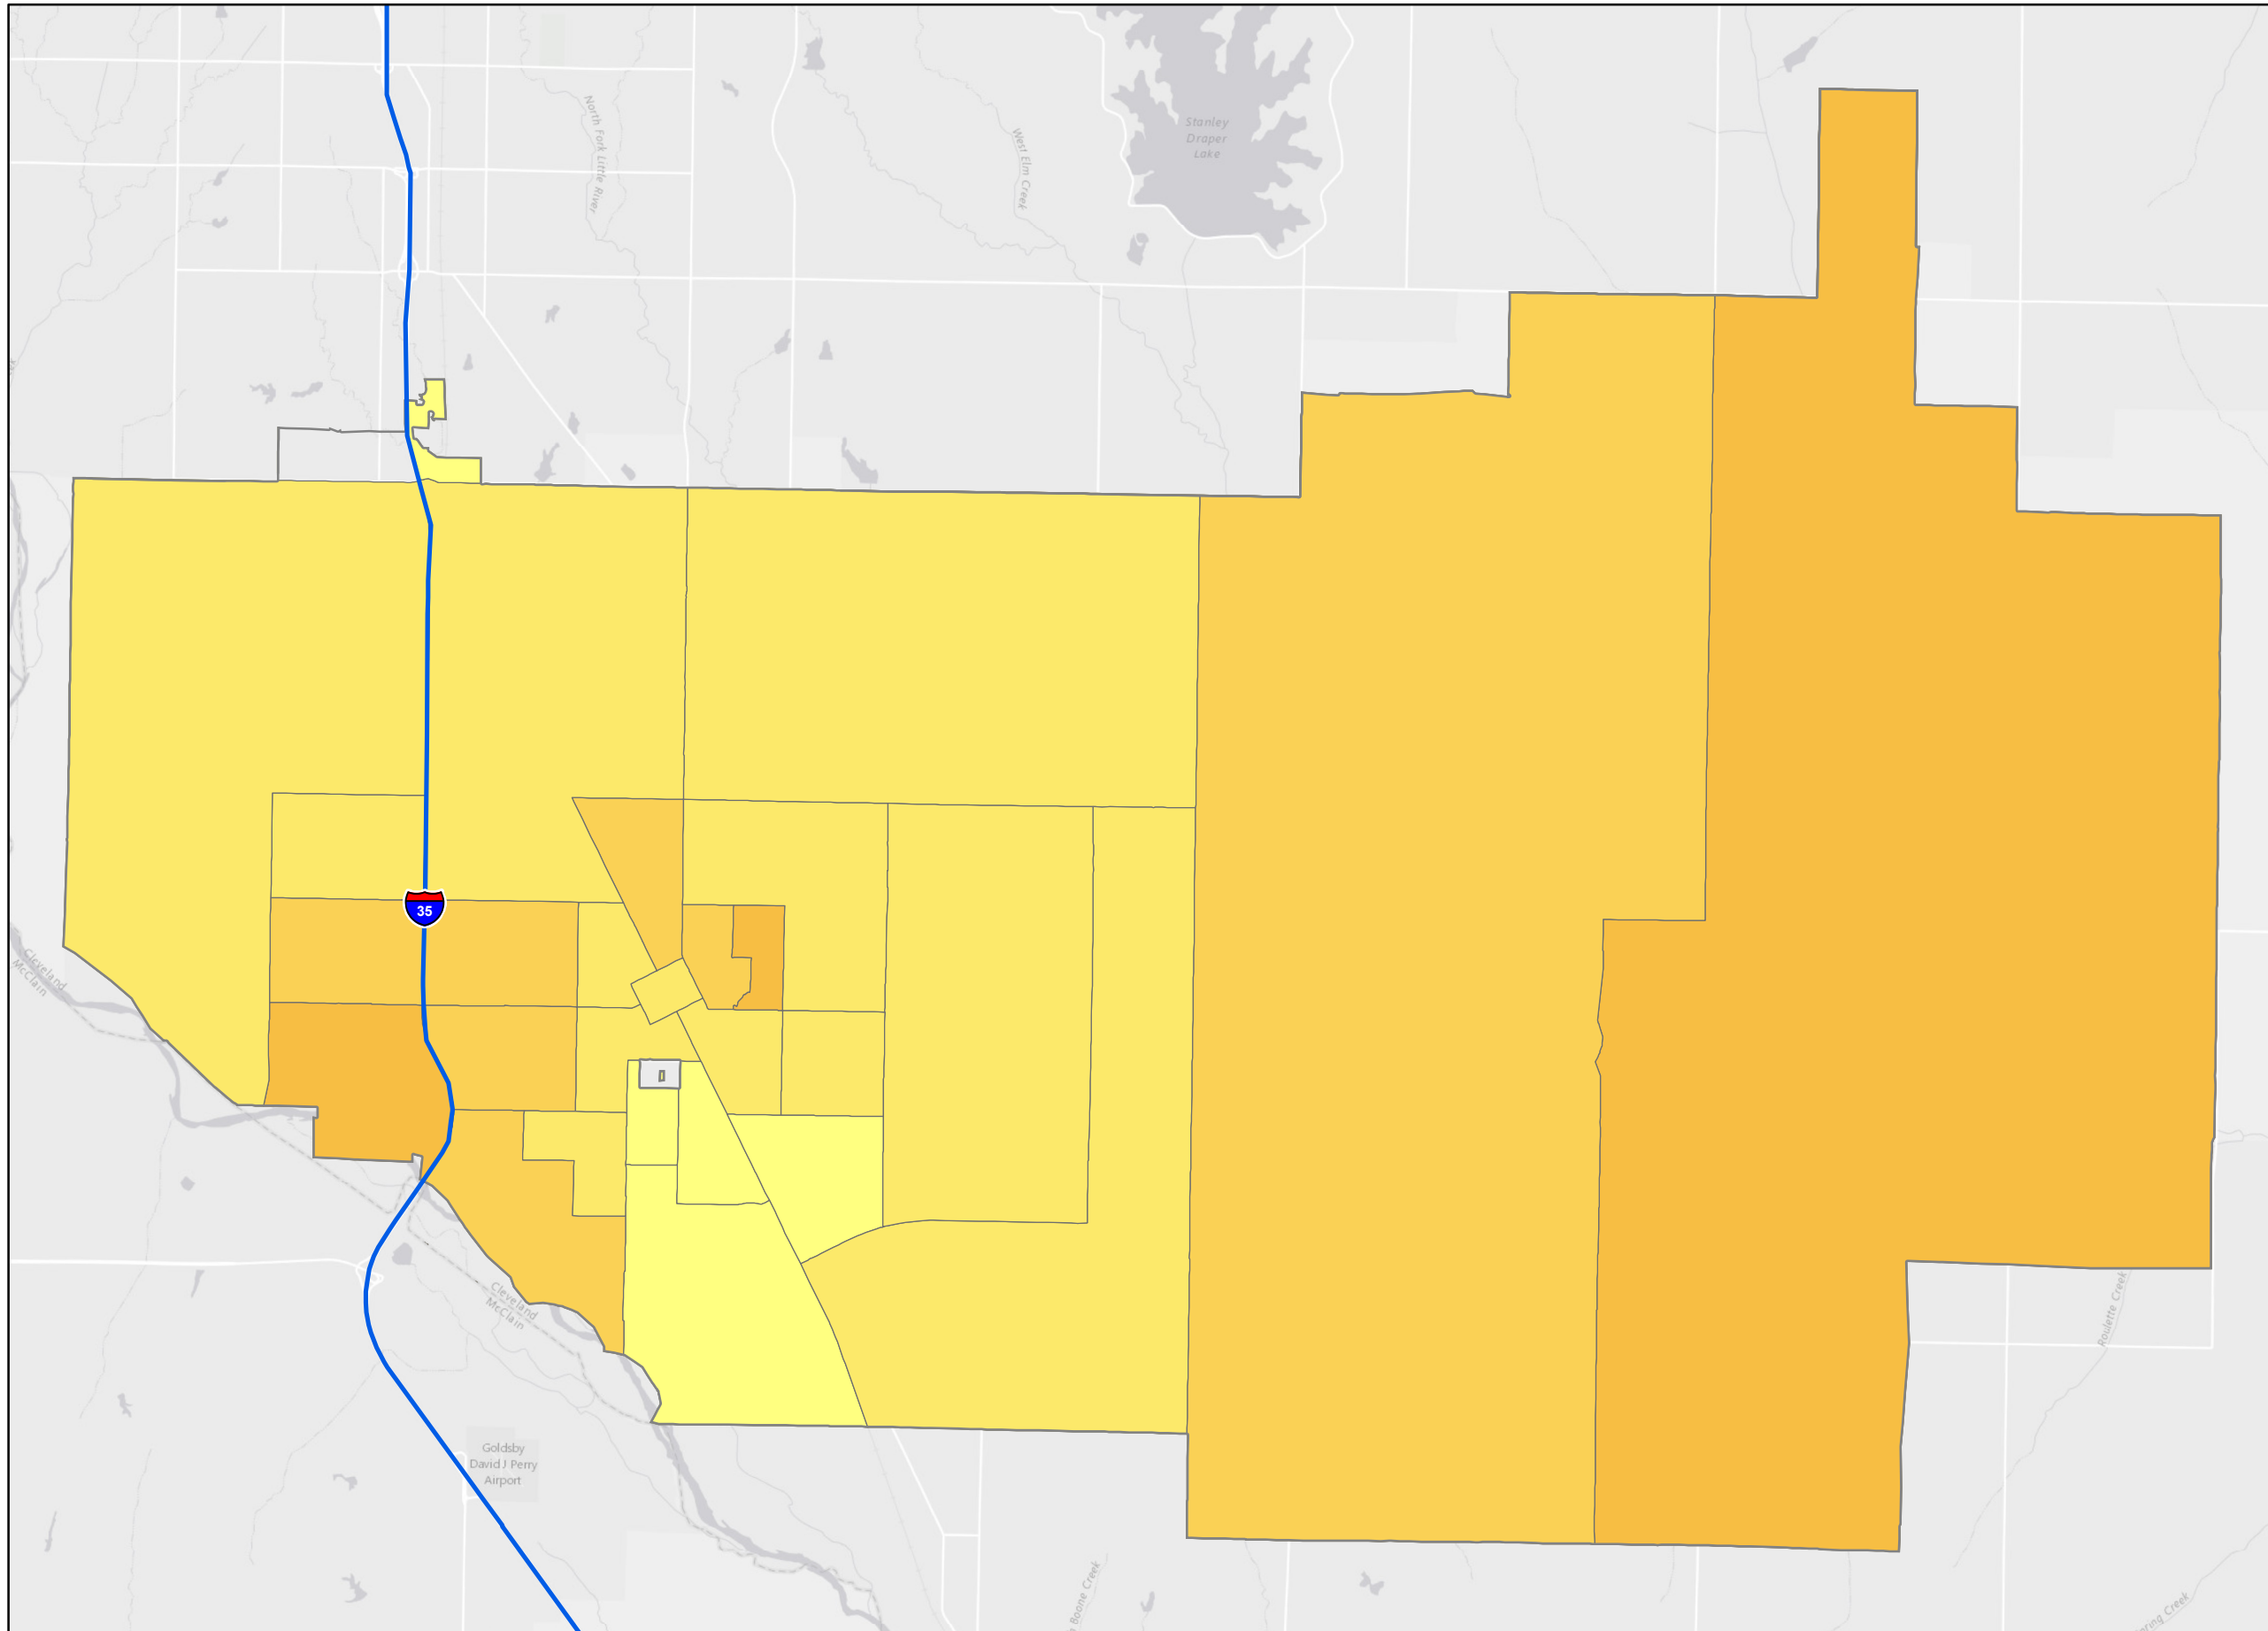 North Fork Little River
West Elm Creek
Stanley
Draper
Lake
35
Cleveland
McClain
Cleveland
McClain
Roulette Creek
Goldsby
David J Perry
Airport
Boone Creek
Creek